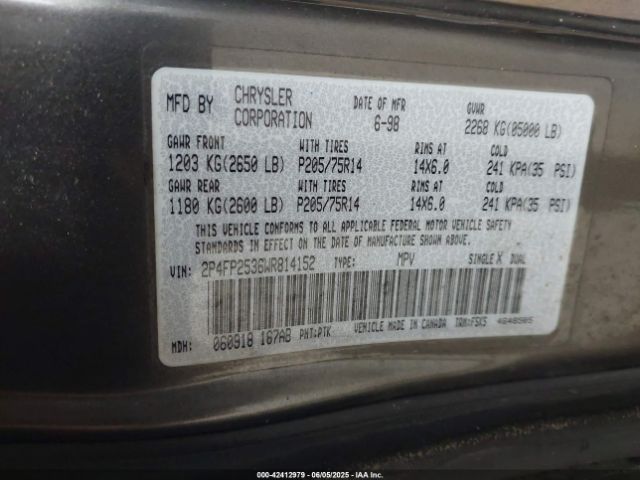 MFD BY CHRYSLER CORPORATION DATE OF MFR 6-98 GVWR 2268 KG(05000 LB)
GAWR FRONT WITH TIRES RIMS AT COLD
1203 KG(2650 LB) P205/75R14 14X6.0 241 KPA(35 PSI)
GAWR REAR WITH TIRES RIMS AT COLD
1180 KG(2600 LB) P205/75R14 14X6.0 241 KPA(35 PSI)
THIS VEHICLE CONFORMS TO ALL APPLICABLE FEDERAL MOTOR VEHICLE SAFETY
STANDARDS IN EFFECT ON THE DATE OF MANUFACTURE SHOWN ABOVE.
VIN: 2P4FP2536WR814152 TYPE: MPV SINGLE X DUAL
MDH: 060918 167AB PNT:PTK VEHICLE MADE IN CANADA TRM:FSX5 4648505
000-42412979 - 06/05/2025 - IAA Inc.